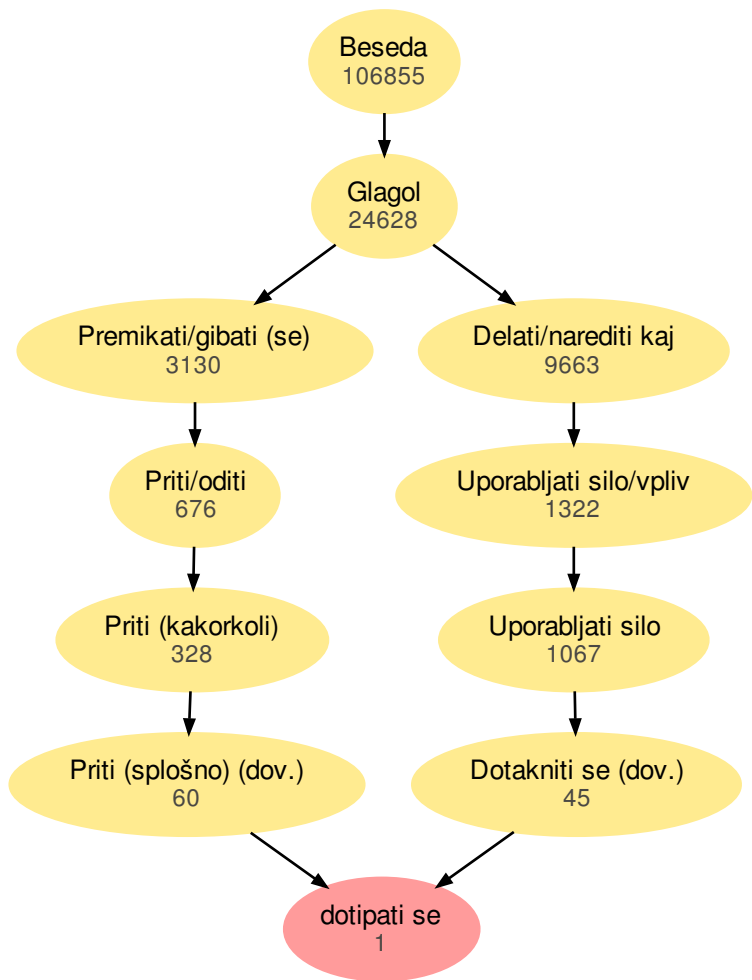 Beseda
106855
Glagol
24628
Premikati/gibati (se)
3130
Delati/narediti kaj
9663
Priti/oditi
676
Uporabljati silo/vpliv
1322
Priti (kakorkoli)
328
Uporabljati silo
1067
Priti (splošno) (dov.)
60
Dotakniti se (dov.)
45
dotipati se
1